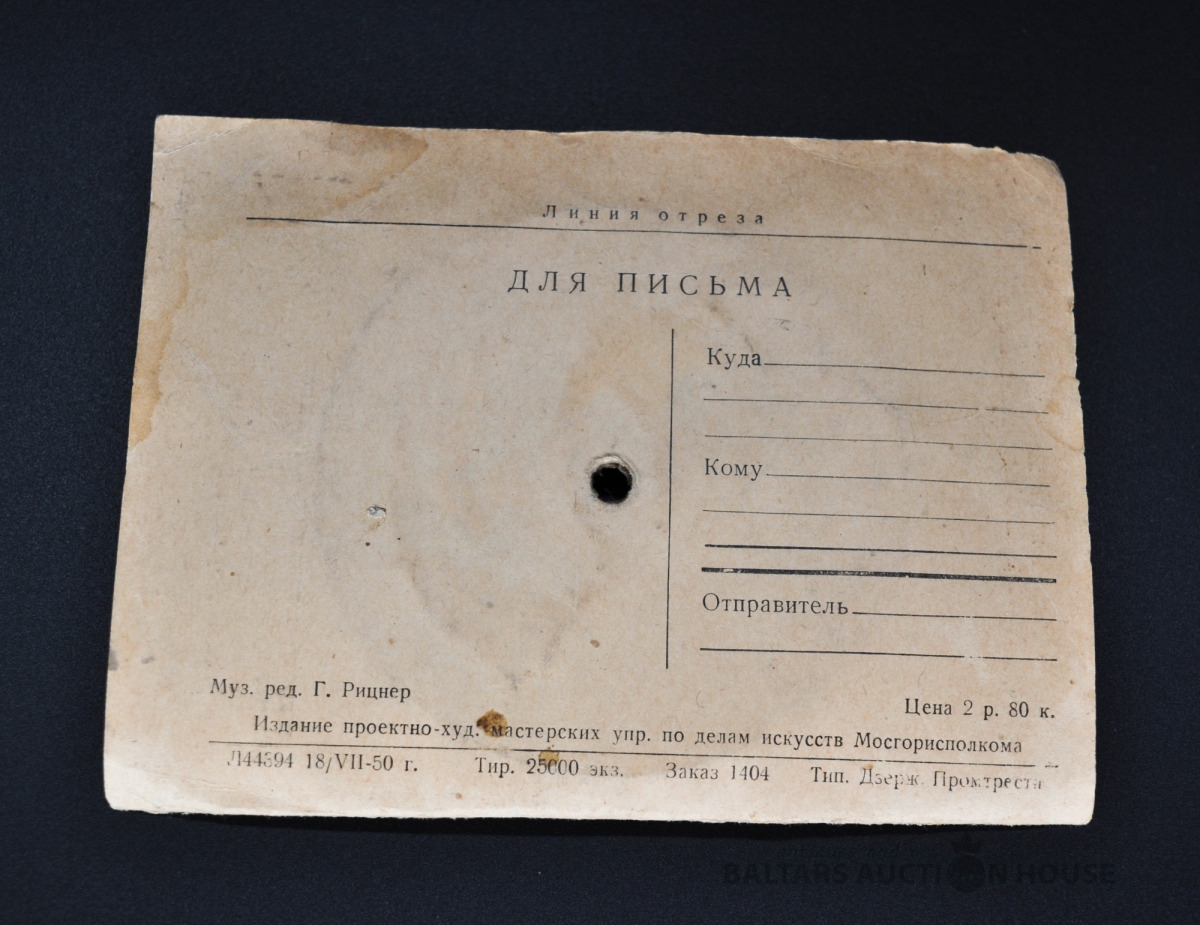 Линия отреза
ДЛЯ ПИСЬМА
Куда
Кому
Отправитель
Муз. ред. Г. Рицнер
Цена 2 р. 80 к.
Издание проектно-худ. мастерских упр. по делам искусств Мосгорисполкома
Л44394 18/VII-50 г. Тир. 25000 экз. Заказ 1404 Тип. Дзерж. Промтреста
BALTARS AUCTION HOUSE